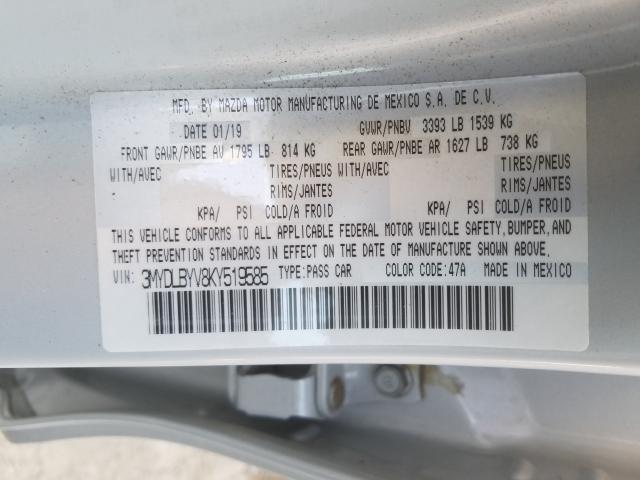 MFD. BY MAZDA MOTOR MANUFACTURING DE MEXICO S.A. DE C.V.
DATE 01/19 GVWR/PNBV 3393 LB 1539 KG
FRONT GAWR/PNBE AV 1795 LB 814 KG REAR GAWR/PNBE AR 1627 LB 738 KG
WITH/AVEC TIRES/PNEUS WITH/AVEC TIRES/PNEUS
RIMS/JANTES RIMS/JANTES
KPA/ PSI COLD/A FROID KPA/ PSI COLD/A FROID
THIS VEHICLE CONFORMS TO ALL APPLICABLE FEDERAL MOTOR VEHICLE SAFETY, BUMPER, AND
THEFT PREVENTION STANDARDS IN EFFECT ON THE DATE OF MANUFACTURE SHOWN ABOVE.
VIN: 3MYDLBYV8KY519585 TYPE:PASS CAR COLOR CODE:47A MADE IN MEXICO